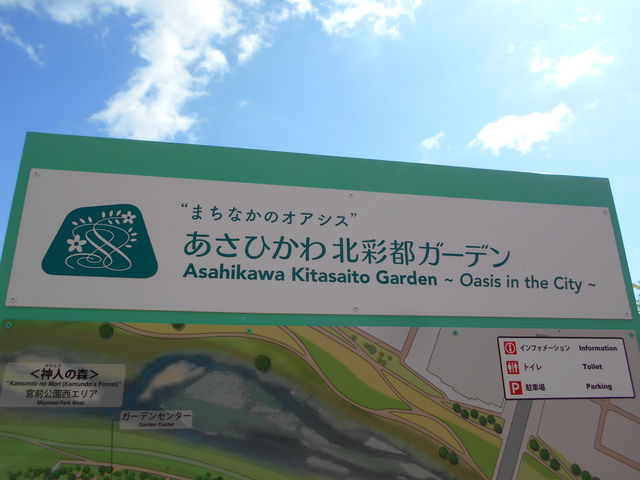 “まちなかのオアシス”
あさひかわ北彩都ガーデン
Asahikawa Kitasaito Garden ~ Oasis in the City ~
インフォメーション Information
トイレ Toilet
P 駐車場 Parking
かむんど
<神人の森>
"Kamundo no Mori (Kamundo's Forest)"
宮前公園西エリア
Miyamae Park West
ガーデンセンター
Garden Center